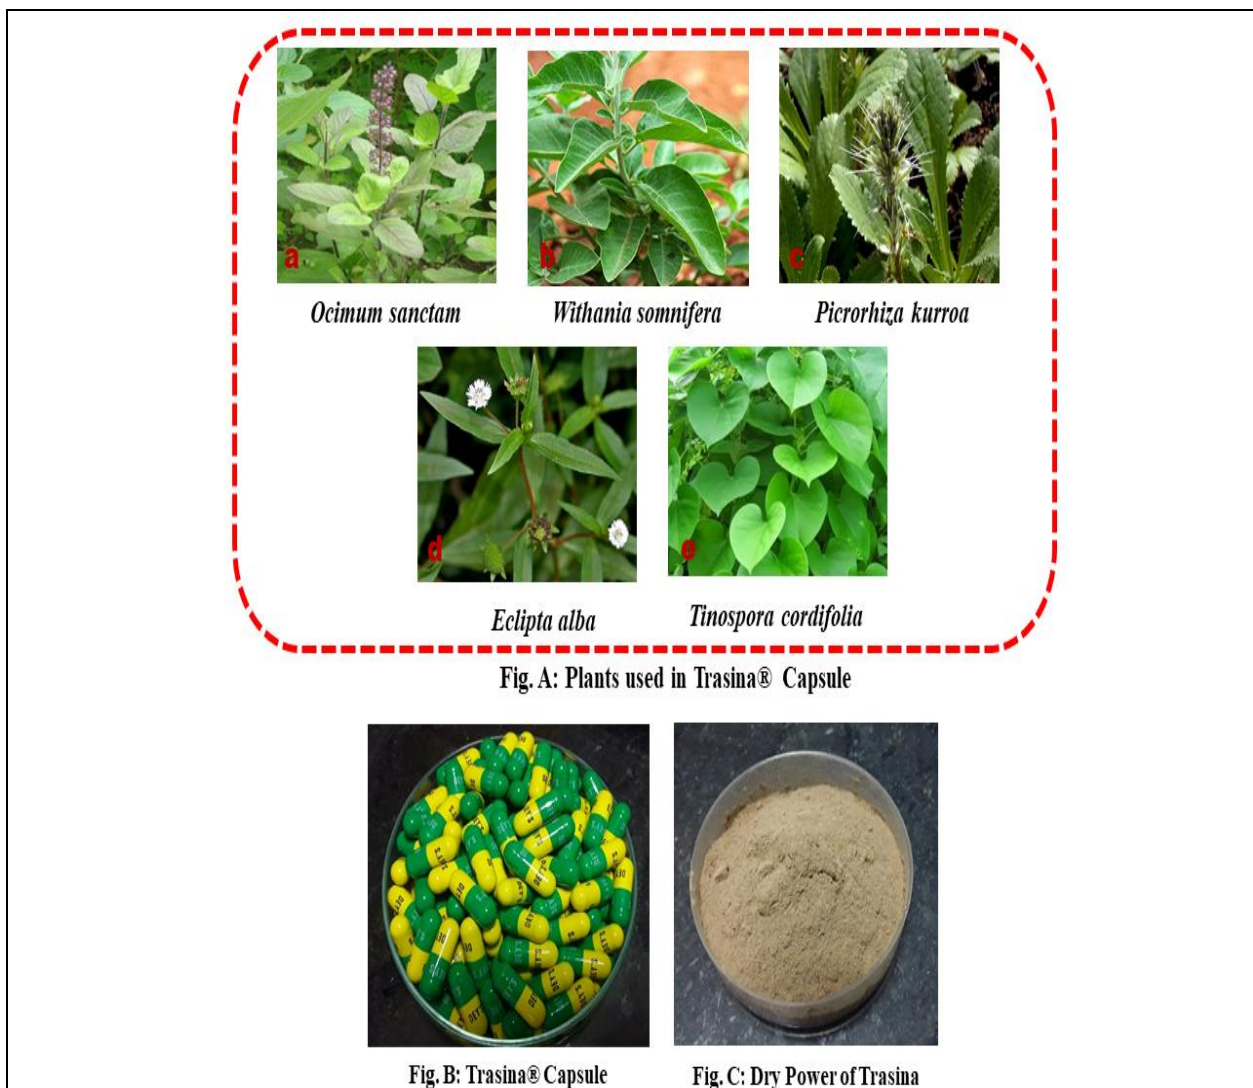 a
b
c
Ocimum sanctam
Withania somnifera
Picrorhiza kurroa
d
e
Eclipta alba
Tinospora cordifolia
Fig. A: Plants used in Trasina® Capsule
DEY'S
Fig. B: Trasina® Capsule
Fig. C: Dry Power of Trasina